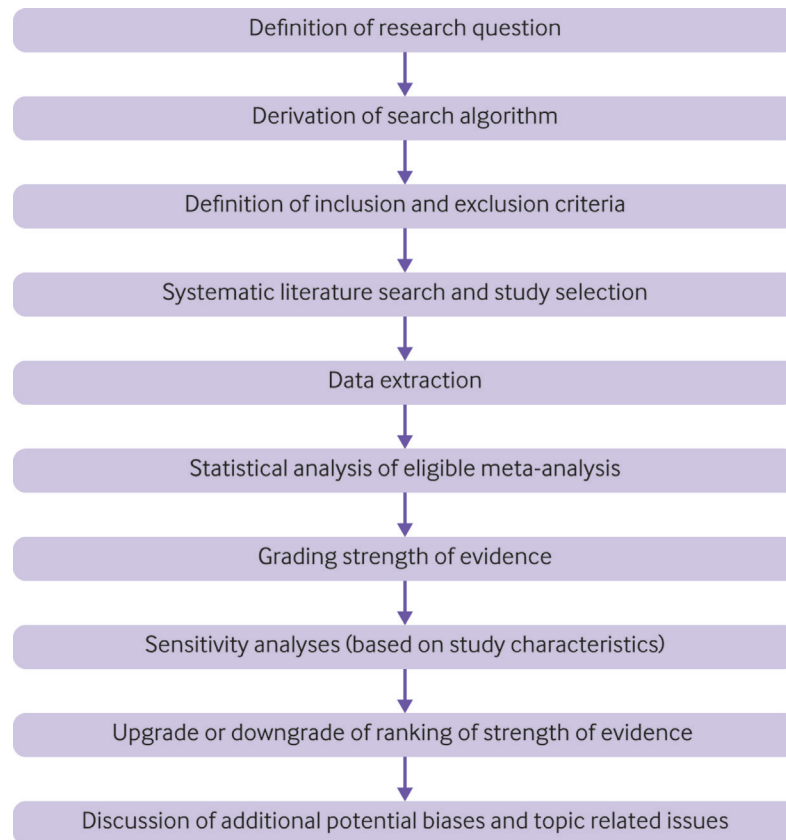 Definition of research question
Derivation of search algorithm
Definition of inclusion and exclusion criteria
Systematic literature search and study selection
Data extraction
Statistical analysis of eligible meta-analysis
Grading strength of evidence
Sensitivity analyses (based on study characteristics)
Upgrade or downgrade of ranking of strength of evidence
Discussion of additional potential biases and topic related issues